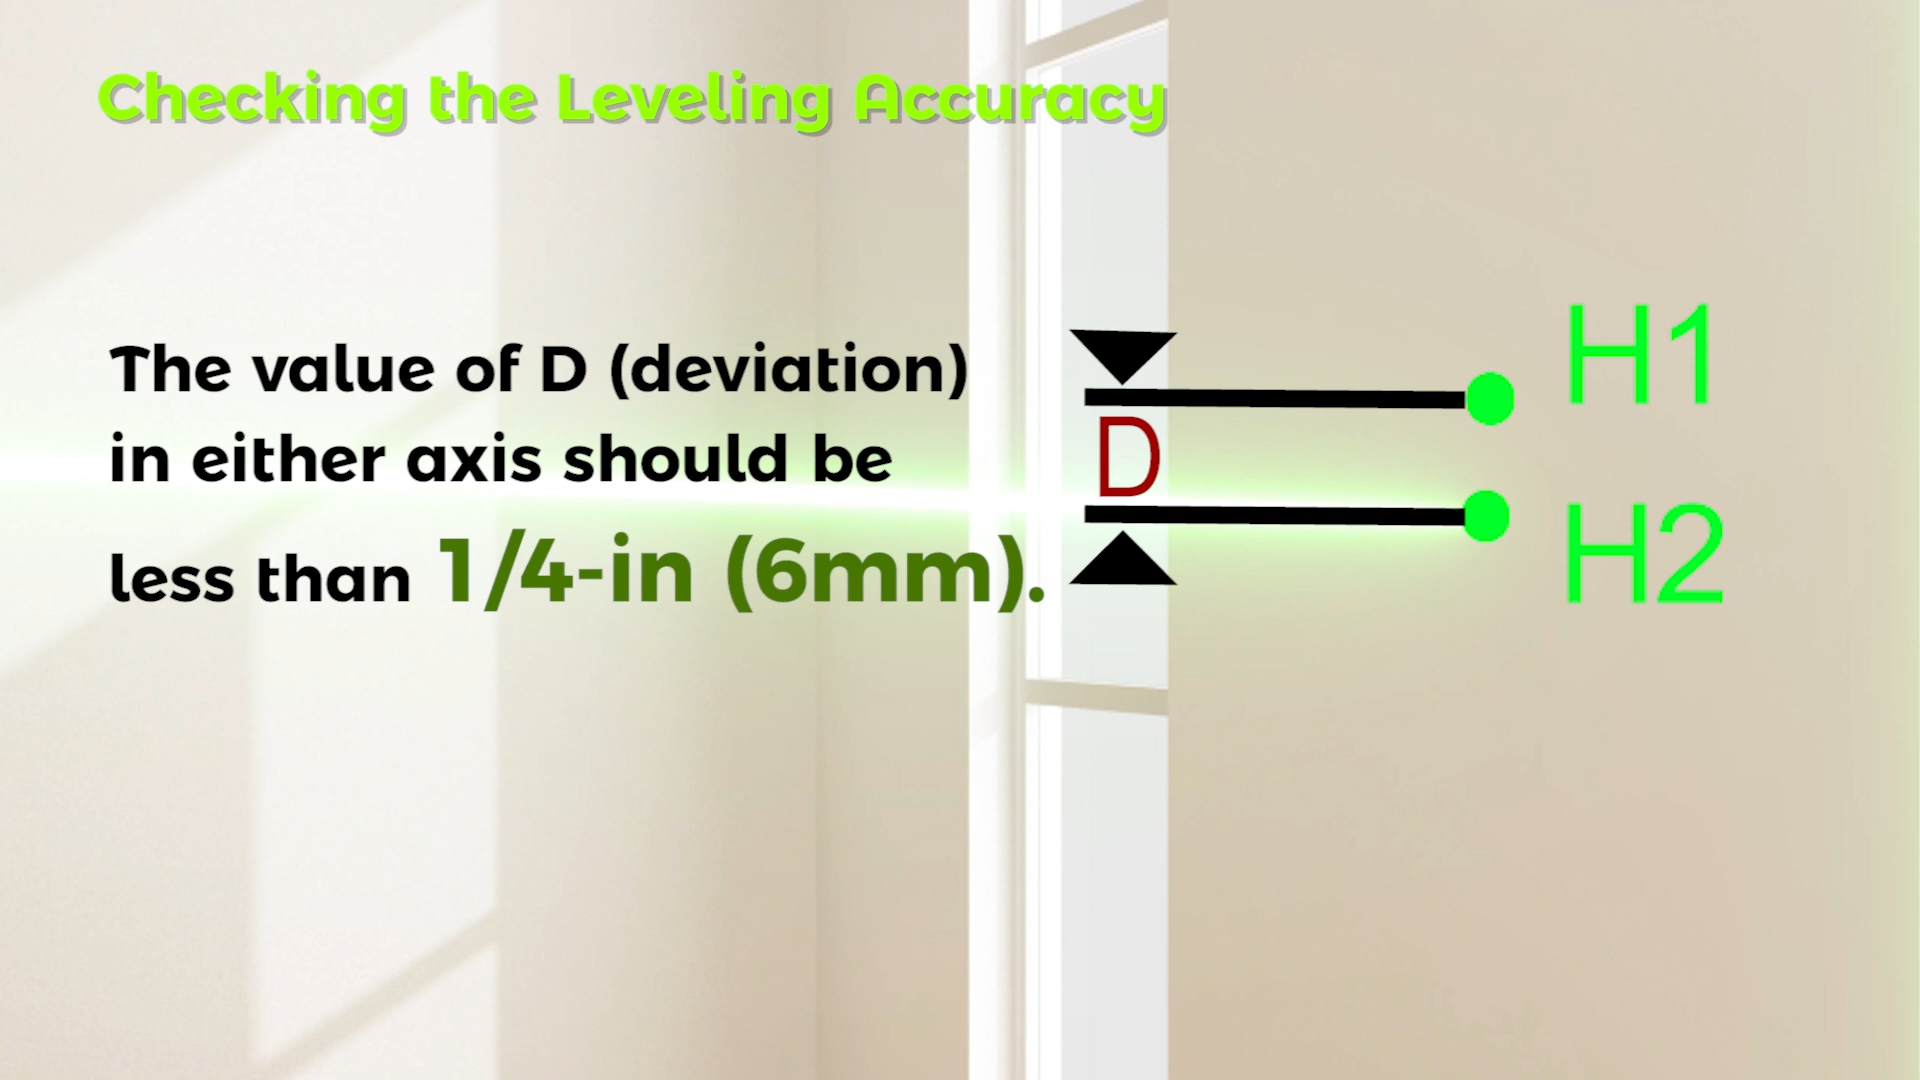 Checking the Leveling Accuracy
The value of D (deviation)
in either axis should be
less than 1/4-in (6mm).
H1
D
H2